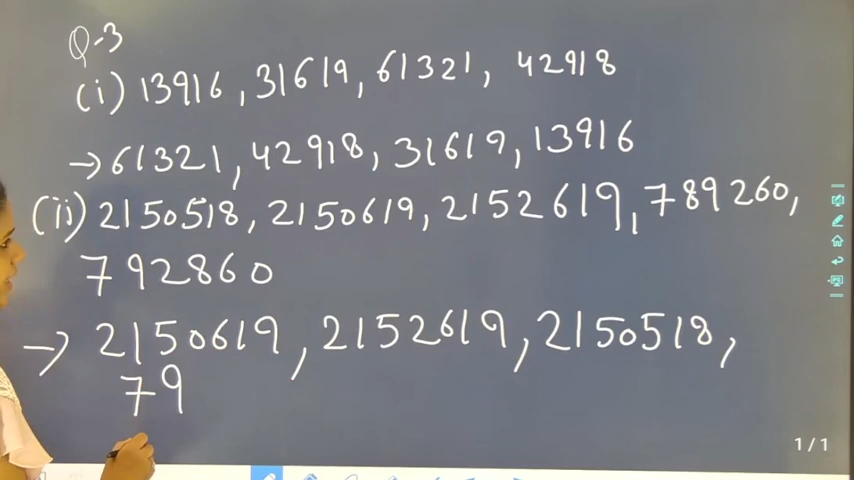 Q-3
(i) 13916, 31619, 61321, 42918
→ 61321, 42918, 31619, 13916
(ii) 2150518, 2150619, 2152619, 789260,
792860
→ 2150619, 2152619, 2150518,
79
1/1